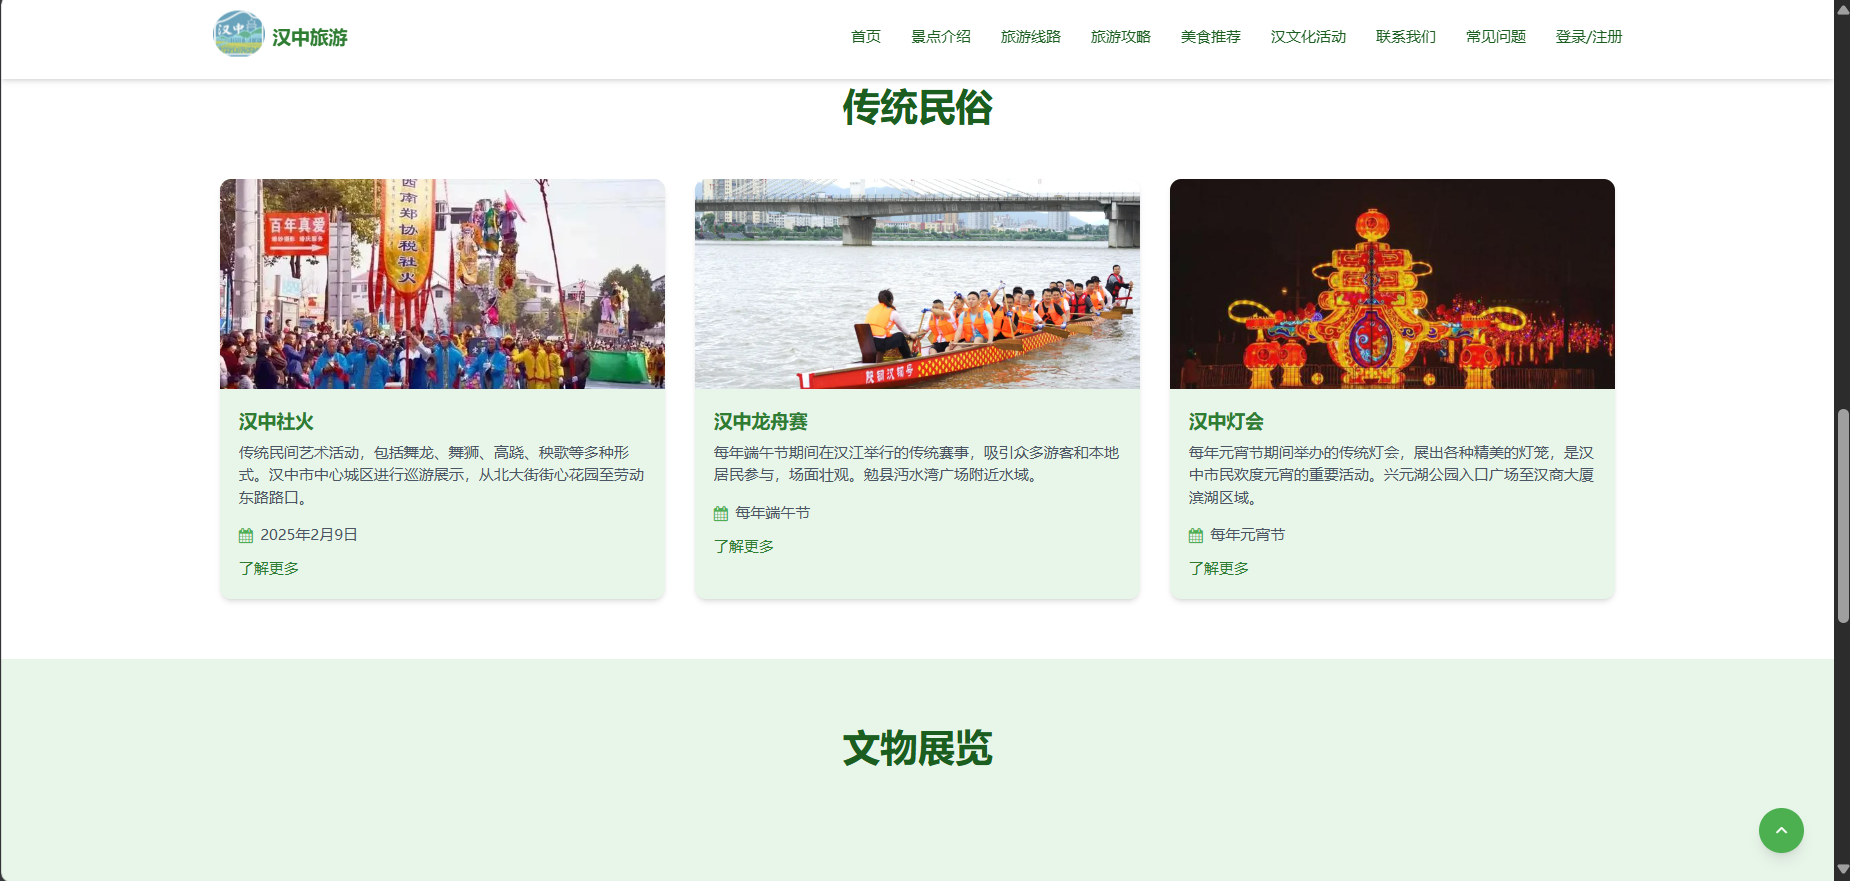 汉中
汉中旅游
首页 景点介绍 旅游线路 旅游攻略 美食推荐 汉文化活动 联系我们 常见问题 登录/注册
传统民俗
百年真爱
西南郑协税社火
汉中社火
传统民间艺术活动，包括舞龙、舞狮、高跷、秧歌等多种形
式。汉中市中心城区进行巡游展示，从北大街街心花园至劳动
东路路口。
2025年2月9日
了解更多
汉中龙舟赛
每年端午节期间在汉江举行的传统赛事，吸引众多游客和本地
居民参与，场面壮观。勉县沔水湾广场附近水域。
每年端午节
了解更多
汉中灯会
每年元宵节期间举办的传统灯会，展出各种精美的灯笼，是汉
中市民欢度元宵的重要活动。兴元湖公园入口广场至汉商大厦
滨湖区域。
每年元宵节
了解更多
文物展览